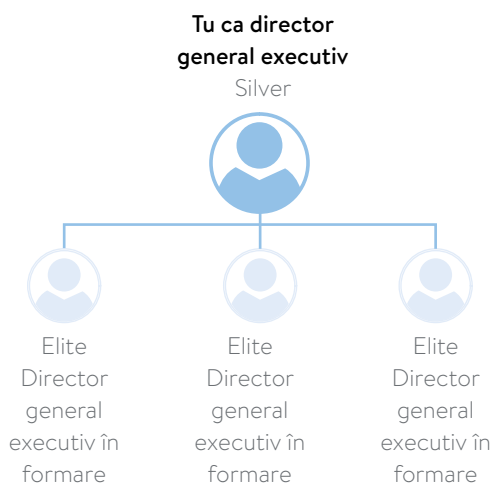 Tu ca director
general executiv
Silver
Elite
Director
general
executiv în
formare
Elite
Director
general
executiv în
formare
Elite
Director
general
executiv în
formare